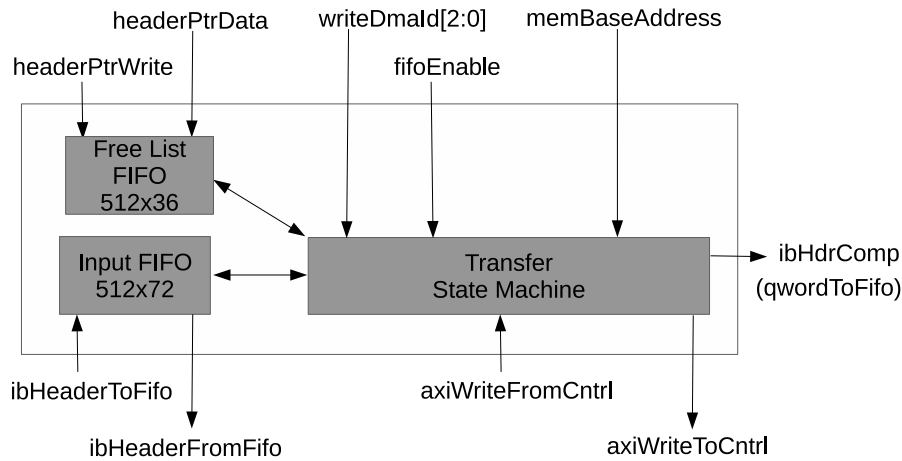 headerPtrData
writeDmaId[2:0]
memBaseAddress
headerPtrWrite
fifoEnable
Free List
FIFO
512x36
Input FIFO
512x72
Transfer
State Machine
ibHdrComp
(qwordToFifo)
ibHeaderToFifo
axiWriteFromCntrl
ibHeaderFromFifo
axiWriteToCntrl